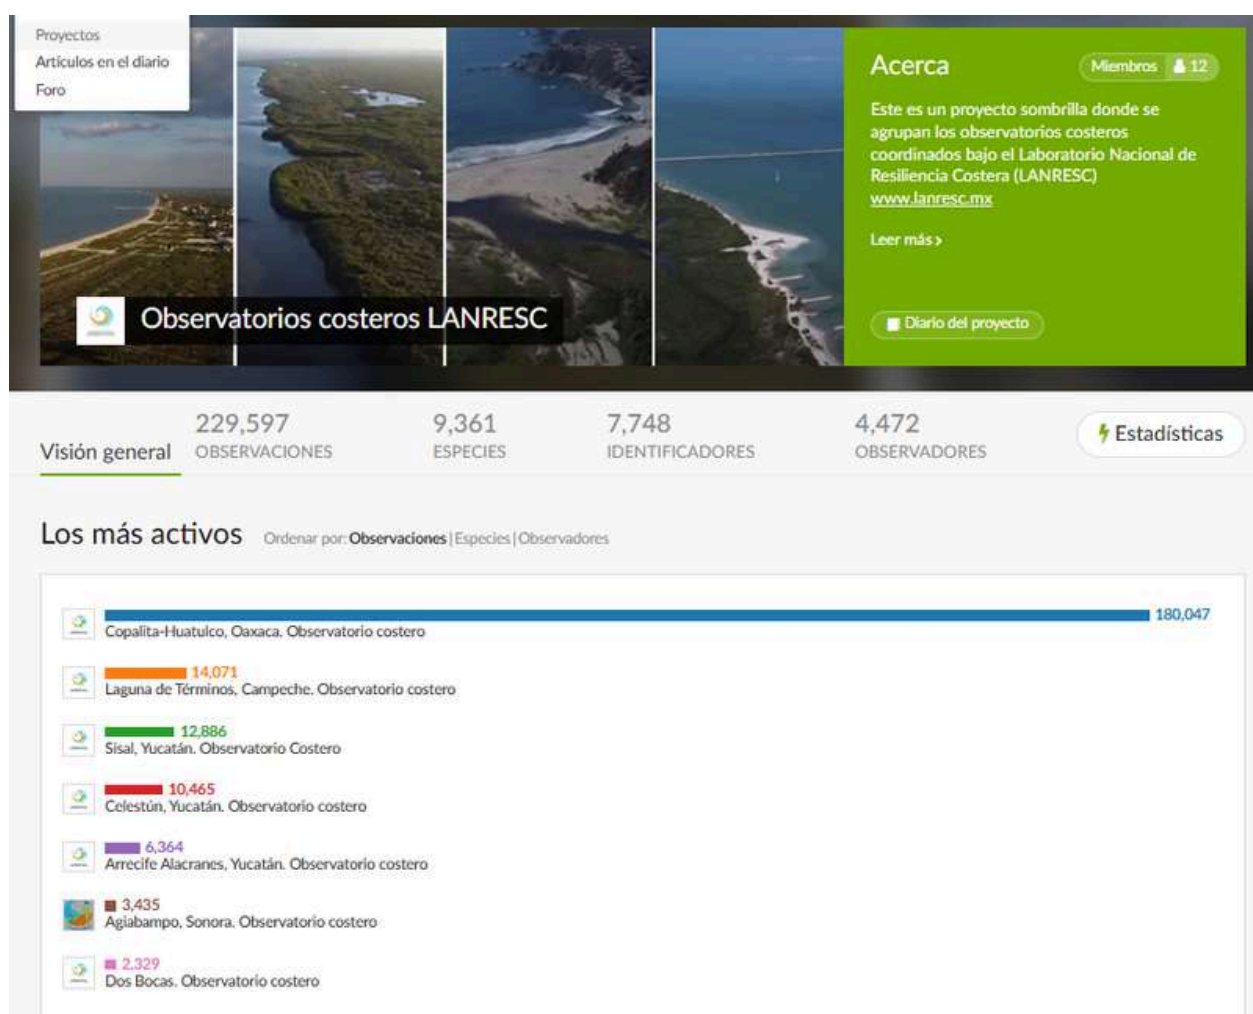 Proyectos
Artículos en el diario
Foro
Acerca
Miembros 12
Este es un proyecto sombrilla donde se
agrupan los observatorios costeros
coordinados bajo el Laboratorio Nacional de
Resiliencia Costera (LANRESC)
www.lanresc.mx
Leer más >
Diario del proyecto
Observatorios costeros LANRESC
Visión general
229,597
OBSERVACIONES
9,361
ESPECIES
7,748
IDENTIFICADORES
4,472
OBSERVADORES
Estadísticas
Los más activos
Ordenar por: Observaciones | Especies | Observadores
180,047
Copalita-Huatulco, Oaxaca. Observatorio costero
14,071
Laguna de Términos, Campeche. Observatorio costero
12,886
Sisal, Yucatán. Observatorio Costero
10,465
Celestún, Yucatán. Observatorio costero
6,364
Arrecife Alacranes, Yucatán. Observatorio costero
3,435
Agiabampo, Sonora. Observatorio costero
2,329
Dos Bocas. Observatorio costero